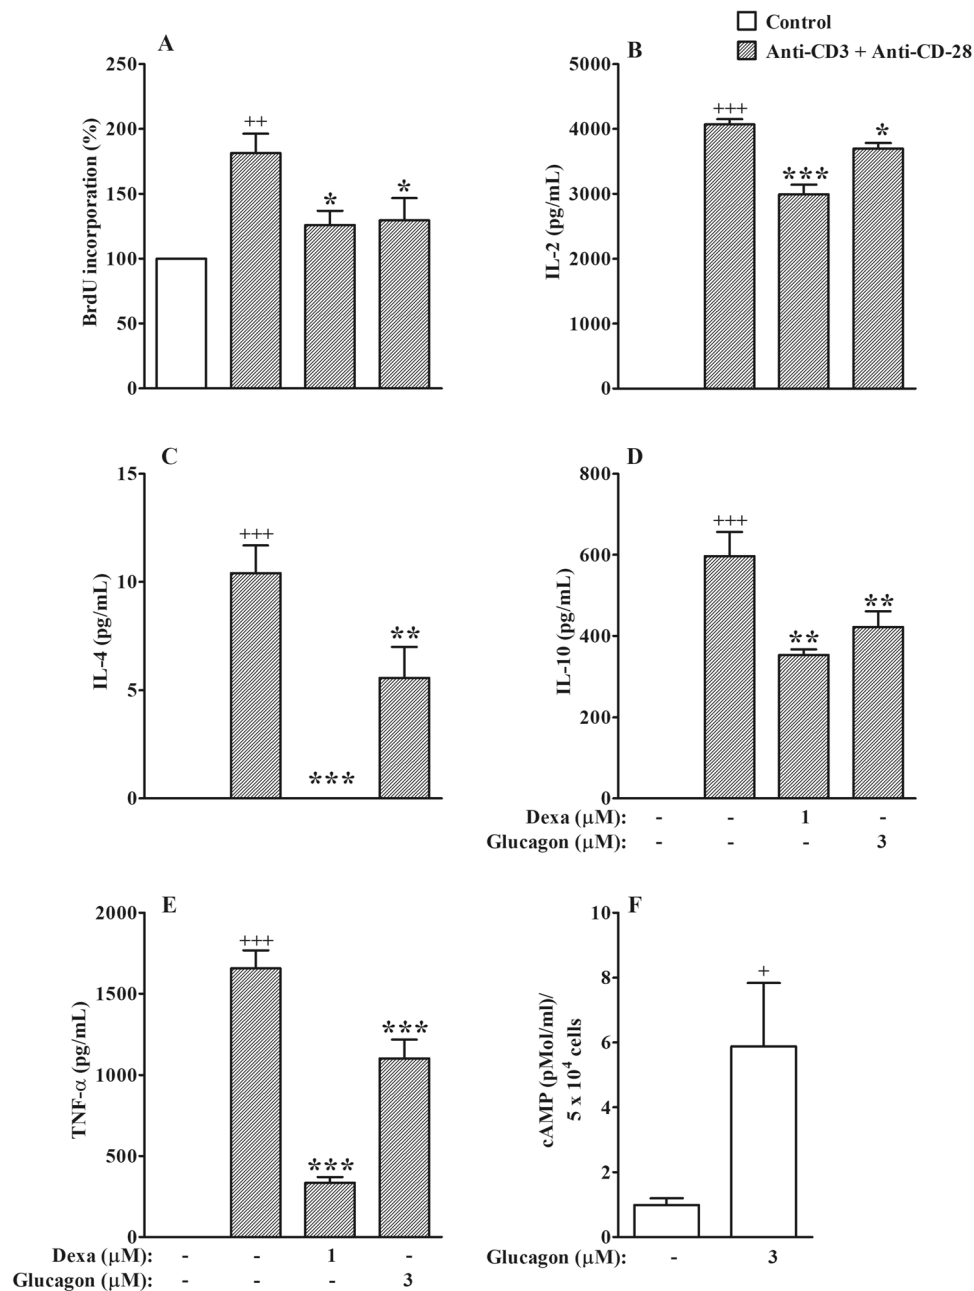 Control
Anti-CD3 + Anti-CD-28
A
BrdU incorporation (%)
250
200
150
100
50
0
++
*
*
B
IL-2 (pg/mL)
5000
4000
3000
2000
1000
0
+++
***
*
C
IL-4 (pg/mL)
15
10
5
0
+++
***
**
D
IL-10 (pg/mL)
800
600
400
200
0
+++
**
**
Dexa (μM): - - 1 -
Glucagon (μM): - - - 3
E
TNF-α (pg/mL)
2000
1500
1000
500
0
+++
***
***
Dexa (μM): - - 1 -
Glucagon (μM): - - - 3
F
cAMP (pMol/ml)/
5 x 10⁴ cells
10
8
6
4
2
0
+
Glucagon (μM): - 3